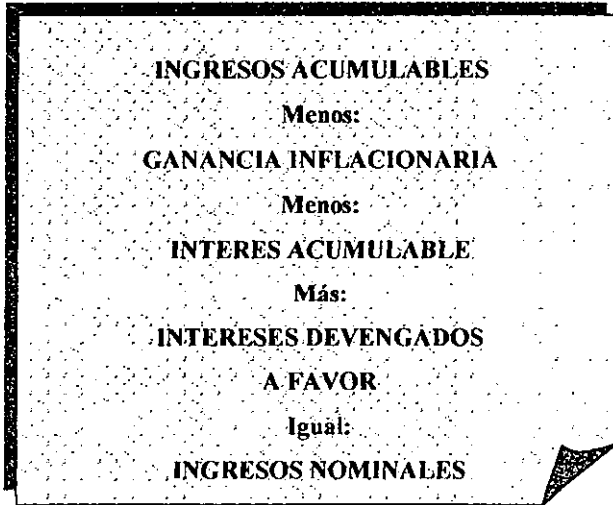 INGRESOS ACUMULABLES
Menos:
GANANCIA INFLACIONARIA
Menos:
INTERES ACUMULABLE
Más:
INTERESES DEVENGADOS
A FAVOR
Igual:
INGRESOS NOMINALES